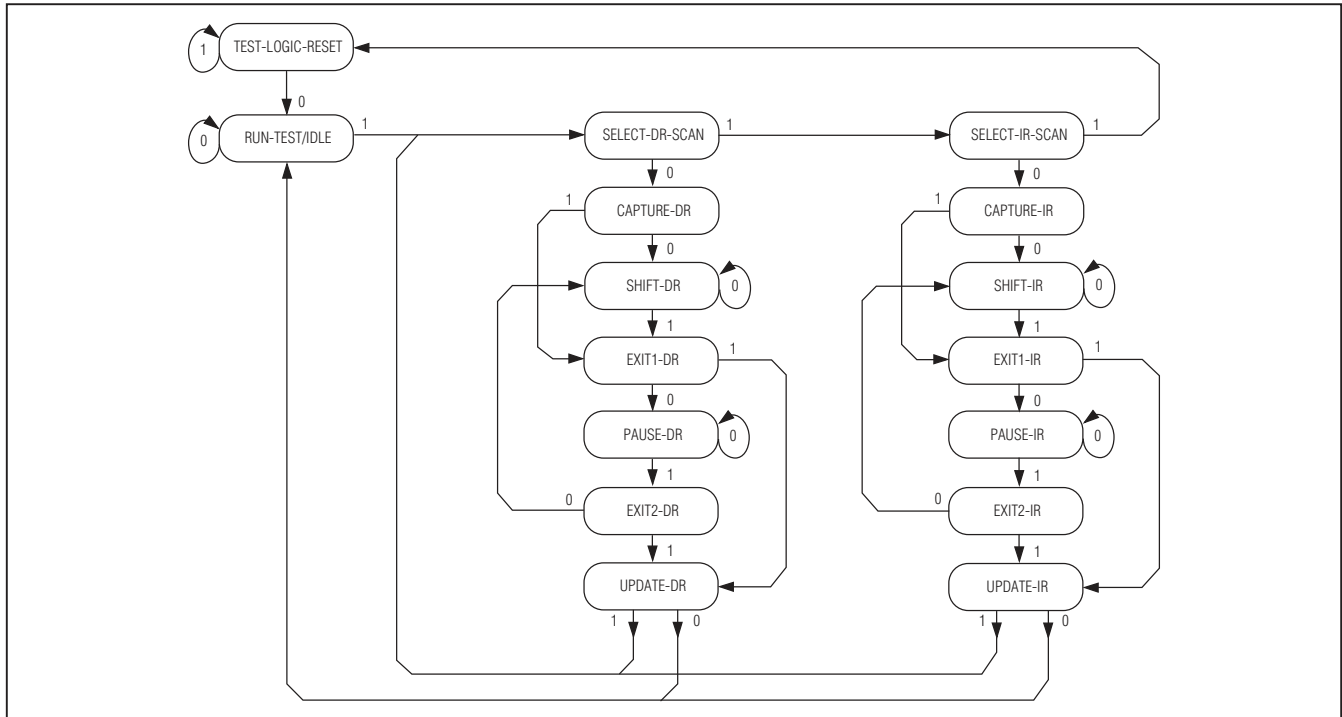 TEST-LOGIC-RESET
1
0
RUN-TEST/IDLE
0
1
SELECT-DR-SCAN
1
0
CAPTURE-DR
1
0
SHIFT-DR
0
1
EXIT1-DR
1
0
PAUSE-DR
0
1
EXIT2-DR
0
1
UPDATE-DR
1
0
SELECT-IR-SCAN
1
0
CAPTURE-IR
1
0
SHIFT-IR
0
1
EXIT1-IR
1
0
PAUSE-IR
0
1
EXIT2-IR
0
1
UPDATE-IR
1
0